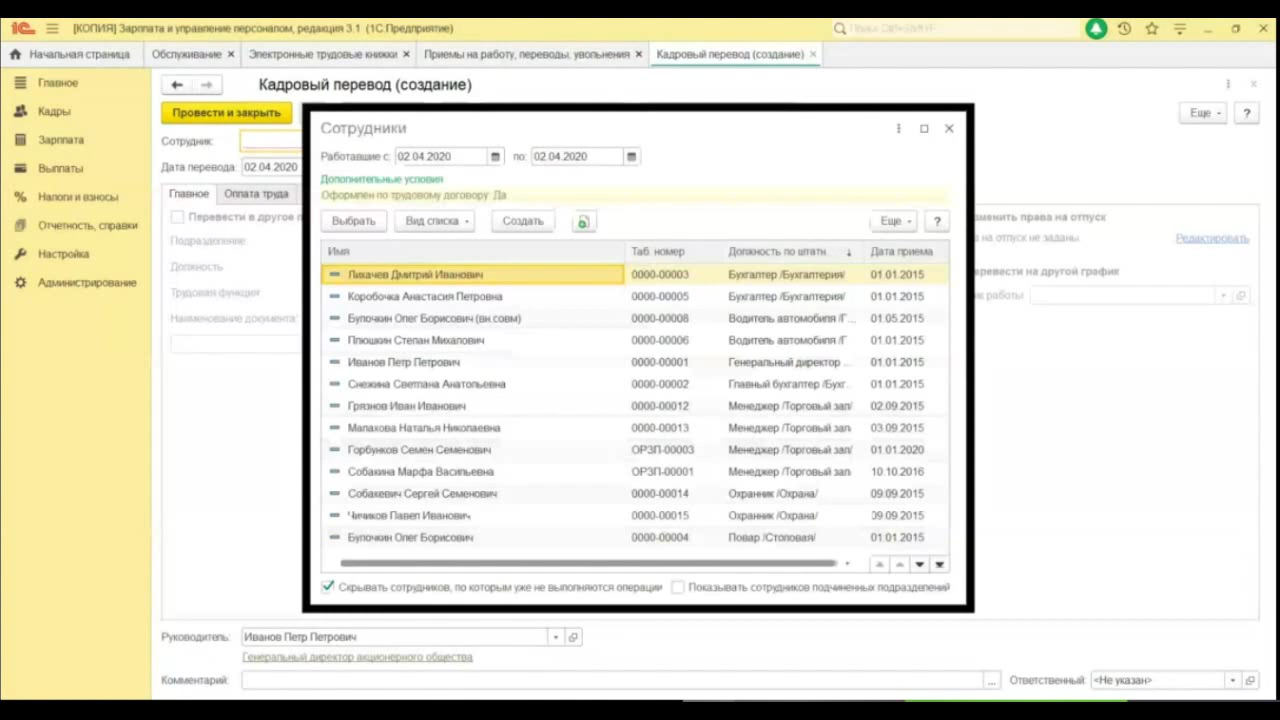 [КОПИЯ] Зарплата и управление персоналом, редакция 3.1 (1С:Предприятие)
Начальная страница
Обслуживание
Электронные трудовые книжки
Приемы на работу, переводы, увольнения
Кадровый перевод (создание)
Главное
Кадры
Зарплата
Выплаты
Налоги и взносы
Отчетность, справки
Настройка
Администрирование
Кадровый перевод (создание)
Провести и закрыть
Еще
?
Сотрудник:
Дата перевода: 02.04.2020
Главное Оплата труда
Перевести в другое п
Подразделение:
Должность
Трудовая функция
Наименование документа:
зменить права на отпуск
на отпуск не заданы. Редактировать
еревести на другой график
ик работы
Сотрудники
Работавшие с: 02.04.2020 по: 02.04.2020
Дополнительные условия
Оформлен по трудовому договору: Да
Выбрать Вид списка Создать Еще ?
Имя Таб. номер Должность по штатн. ↓ Дата приема
Лихачев Дмитрий Иванович 0000-00003 Бухгалтер /Бухгалтерия/ 01.01.2015
Коробочка Анастасия Петровна 0000-00005 Бухгалтер /Бухгалтерия/ 01.01.2015
Булочкин Олег Борисович (вн.совм) 0000-00008 Водитель автомобиля /Г... 01.05.2015
Плюшкин Степан Михалович 0000-00006 Водитель автомобиля /Г 01.01.2015
Иванов Петр Петрович 0000-00001 Генеральный директор ... 01.01.2015
Снежина Светлана Анатольевна 0000-00002 Главный бухгалтер /Бухг. 01.01.2015
Грязнов Иван Иванович 0000-00012 Менеджер /Торговый зал/ 02.09.2015
Малахова Наталья Николаевна 0000-00013 Менеджер /Торговый зал 03.09.2015
Горбунков Семен Семенович ОРЗП-00003 Менеджер /Торговый зал/ 01.01.2020
Собакина Марфа Васильевна ОРЗП-00001 Менеджер /Торговый зал 10.10.2016
Собакевич Сергей Семенович 0000-00014 Охранник /Охрана/ 09.09.2015
Чичиков Павел Иванович 0000-00015 Охранник /Охрана/ 09.09.2015
Булочкин Олег Борисович 0000-00004 Повар /Столовая/ 01.01.2015
Скрывать сотрудников, по которым уже не выполняются операции Показывать сотрудников подчиненных подразделений
Руководитель: Иванов Петр Петрович
Генеральный директор акционерного общества
Комментарий: ... Ответственный: <Не указан>